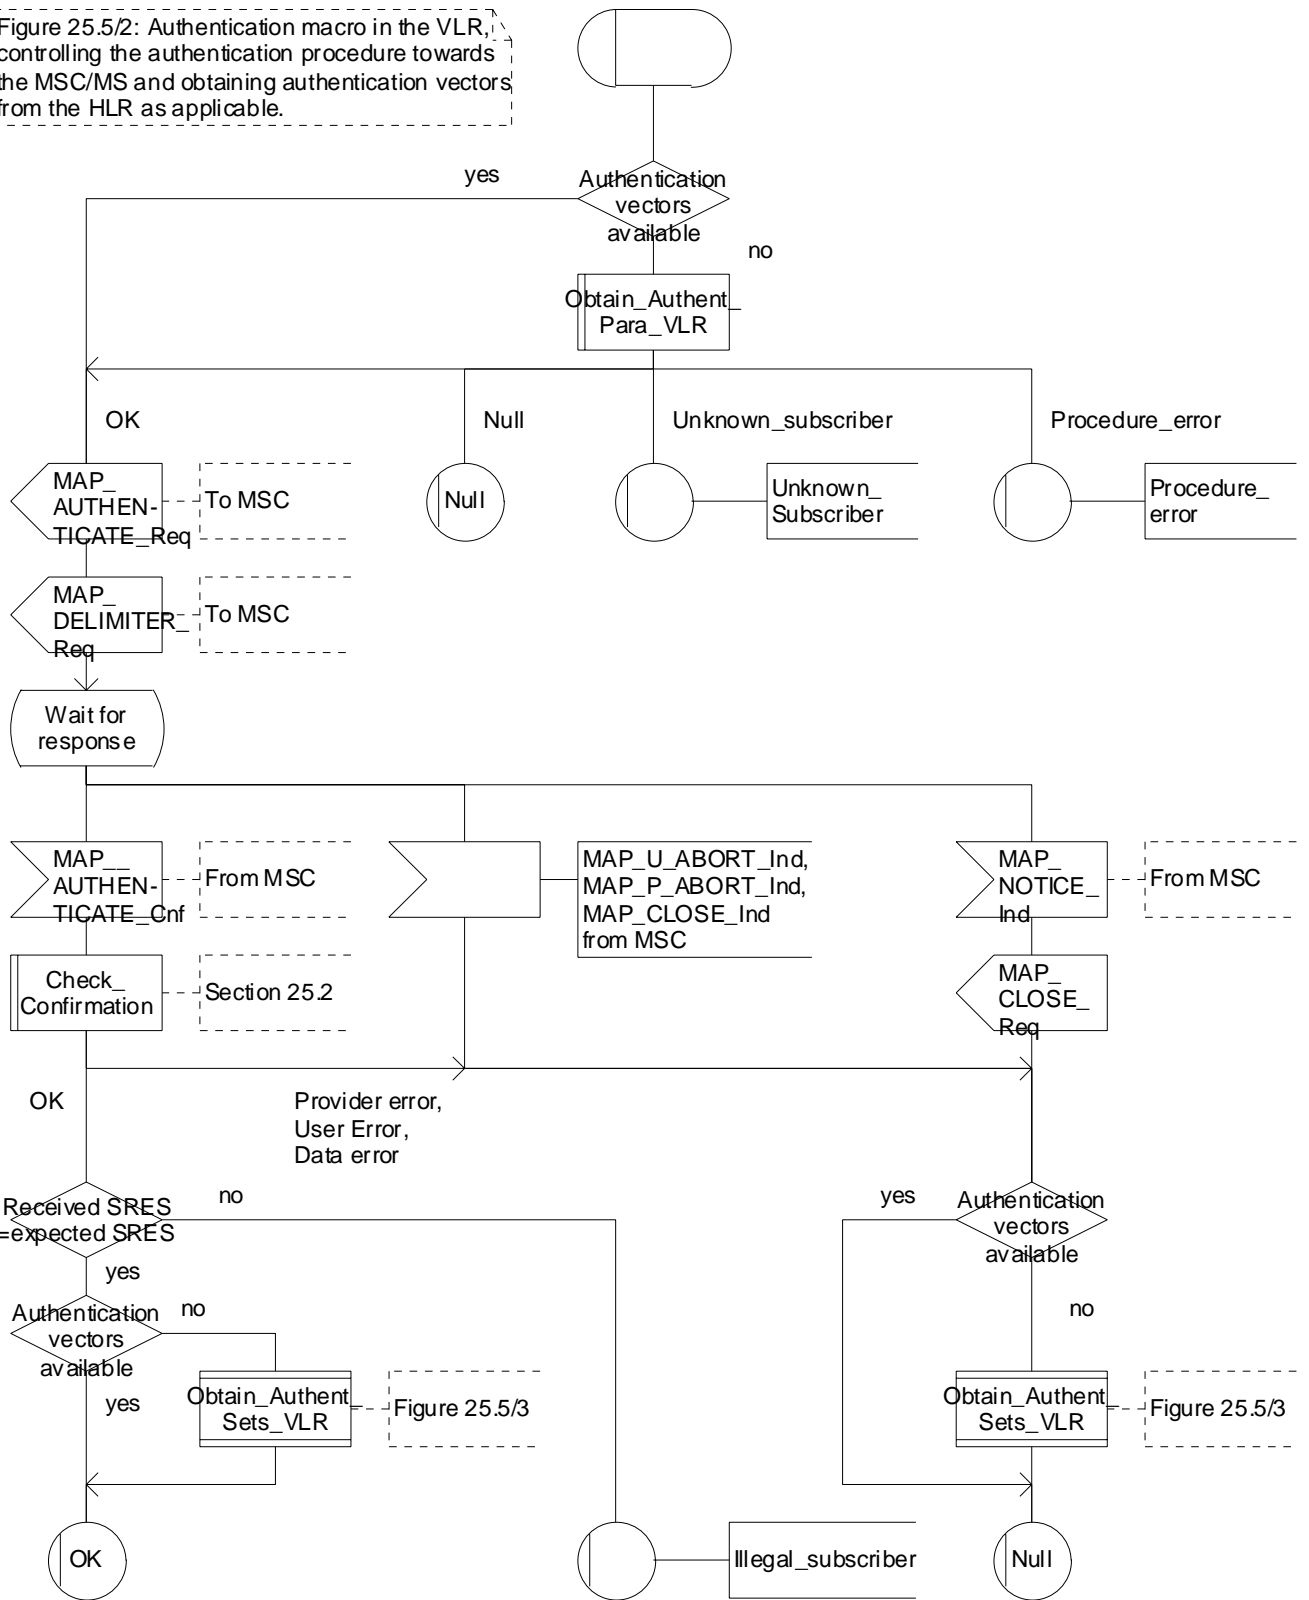 Figure 25.5/2: Authentication macro in the VLR,
controlling the authentication procedure towards
the MSC/MS and obtaining authentication vectors
from the HLR as applicable.
yes
Authentication
vectors
available
no
Obtain_Authent_
Para_VLR
OK
Null
Unknown_subscriber
Procedure_error
MAP_
AUTHEN-
TICATE_Req
To MSC
Null
Unknown_
Subscriber
Procedure_
error
MAP_
DELIMITER_
Req
To MSC
Wait for
response
MAP__
AUTHEN-
TICATE_Cnf
From MSC
MAP_U_ABORT_Ind,
MAP_P_ABORT_Ind,
MAP_CLOSE_Ind
from MSC
MAP_
NOTICE_
Ind
From MSC
Check_
Confirmation
Section 25.2
MAP_
CLOSE_
Req
OK
Provider error,
User Error,
Data error
Received SRES
=expected SRES
no
yes
Authentication
vectors
available
yes
no
Authentication
vectors
available
no
yes
Obtain_Authent_
Sets_VLR
Figure 25.5/3
Obtain_Authent_
Sets_VLR
Figure 25.5/3
OK
Illegal_subscriber
Null